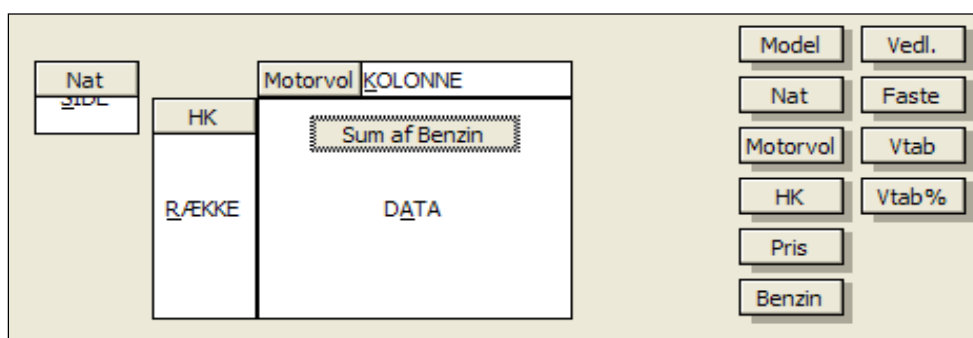 Nat
SIDE
HK
RÆKKE
Motorvol KOLONNE
Sum af Benzin
DATA
Model Vedl.
Nat Faste
Motorvol Vtab
HK Vtab%
Pris
Benzin